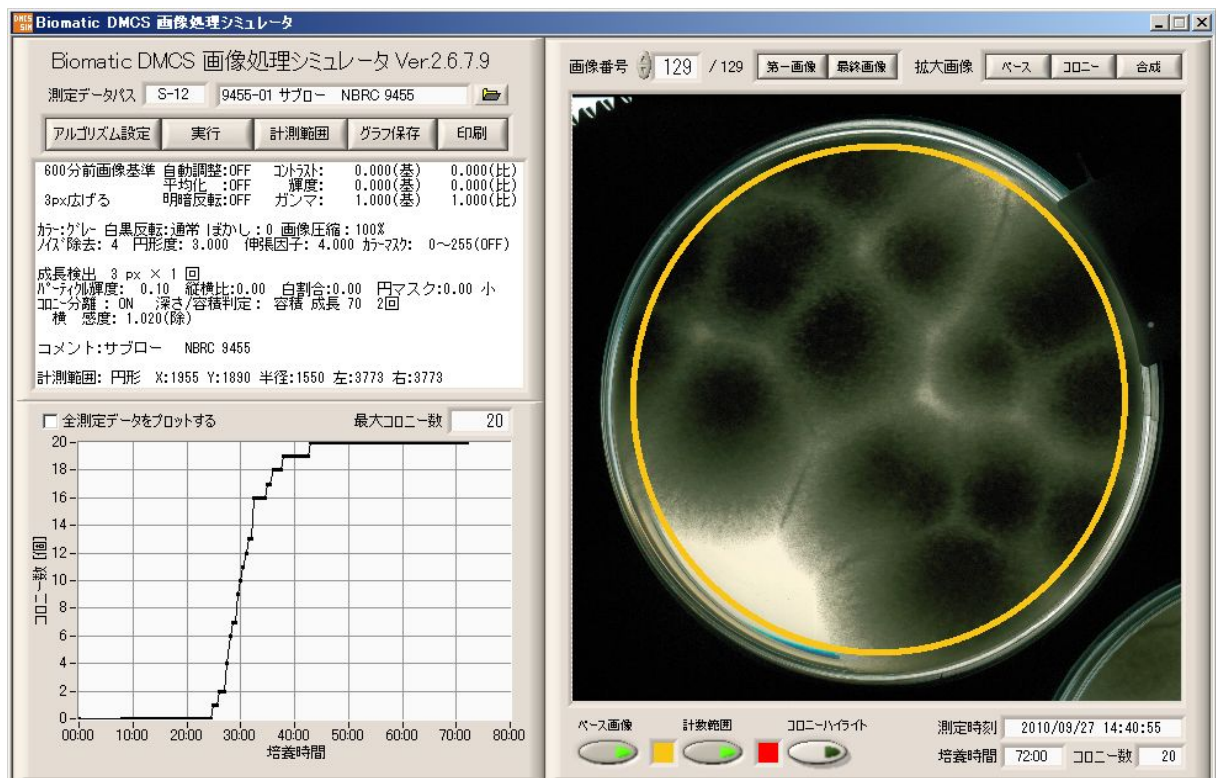 DMCS SIM Biomatic DMCS 画像処理シミュレータ
Biomatic DMCS 画像処理シミュレータ Ver.2.6.7.9
測定データパス S-12 9455-01 サブロー NBRC 9455
アルゴリズム設定 実行 計測範囲 グラフ保存 印刷
600分前画像基準 自動調整:OFF コントラスト: 0.000(基) 0.000(比)
平均化 :OFF 輝度: 0.000(基) 0.000(比)
3px広げる 明暗反転:OFF ガンマ: 1.000(基) 1.000(比)
カラー:グレー 白黒反転:通常 ぼかし:0 画像圧縮:100%
ノイズ除去: 4 円形度: 3.000 伸張因子: 4.000 カラーマスク: 0~255(OFF)
成長検出 3 px × 1 回
パーティクル輝度: 0.10 縦横比:0.00 白割合:0.00 円マスク:0.00 小
コロニー分離: ON 深さ/容積判定: 容積 成長 70 2回
横 感度: 1.020(除)
コメント:サブロー NBRC 9455
計測範囲: 円形 X:1955 Y:1890 半径:1550 左:3773 右:3773
全測定データをプロットする 最大コロニー数 20
コロニー数 [個]
20
18
16
14
12
10
8
6
4
2
0
00:00 10:00 20:00 30:00 40:00 50:00 60:00 70:00 80:00
培養時間
画像番号 129 / 129 第一画像 最終画像 拡大画像 ベース コロニー 合成
ベース画像 計数範囲 コロニーハイライト
測定時刻 2010/09/27 14:40:55
培養時間 72:00 コロニー数 20